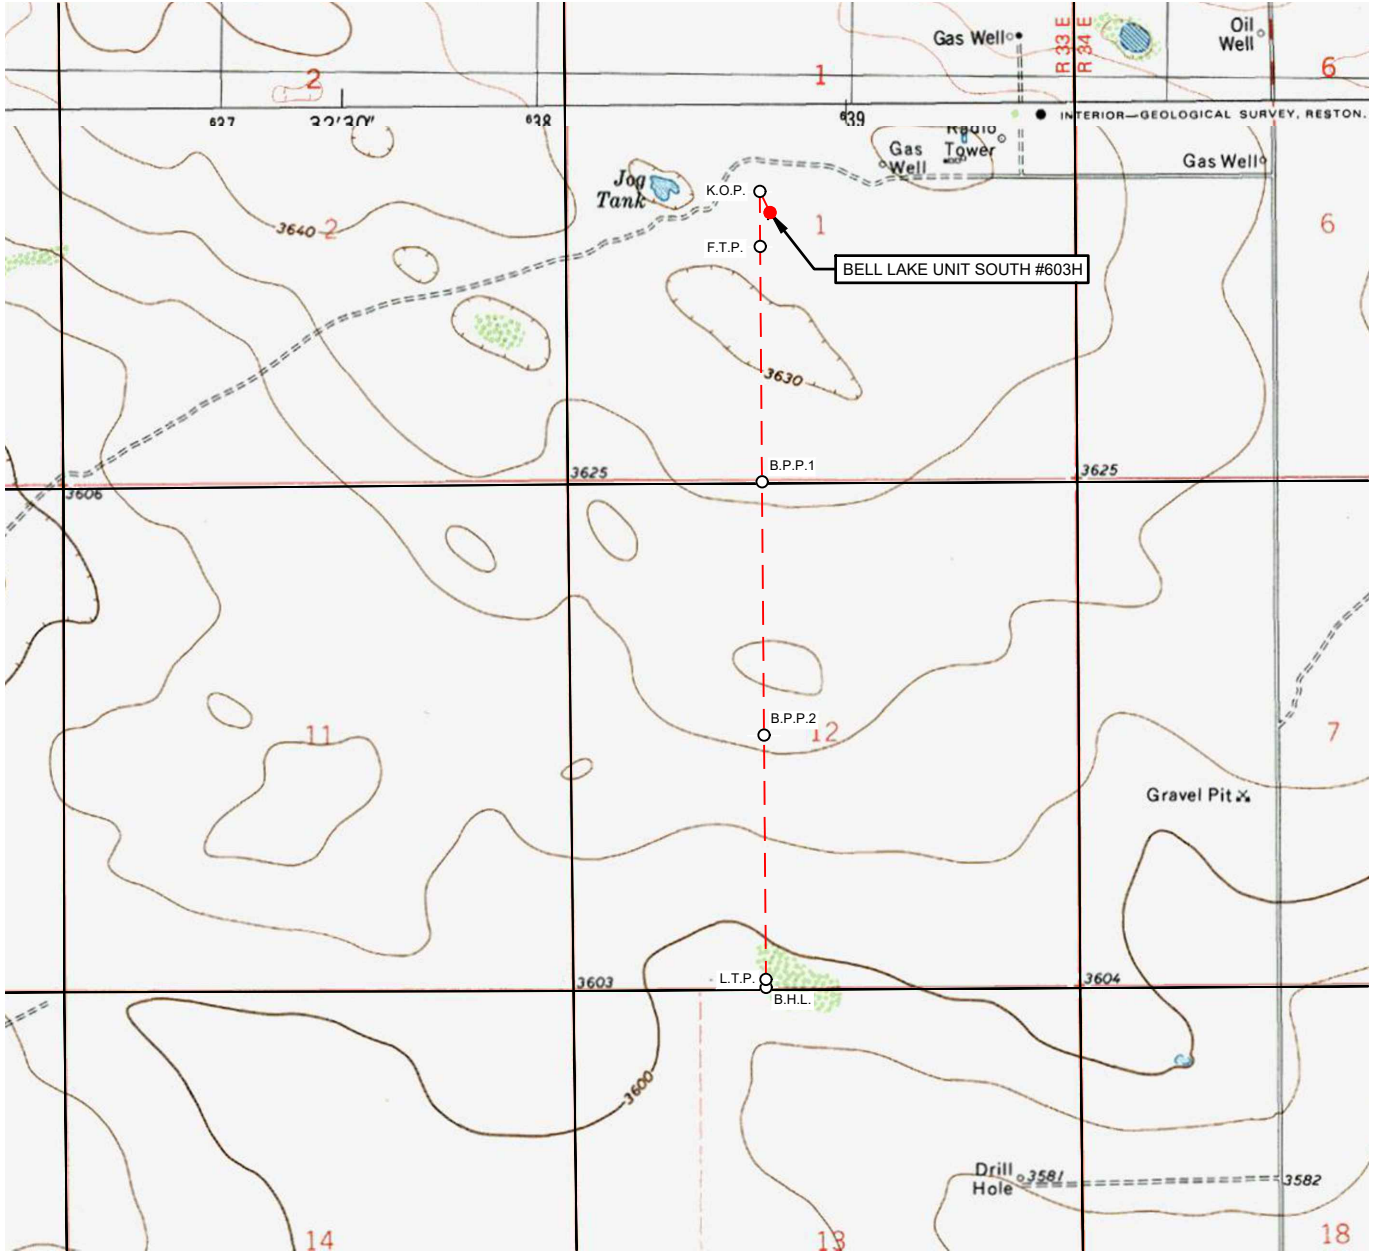 Gas Well
R 33 E
R 34 E
Oil
Well
2
1
6
637
32'30"
638
639
INTERIOR—GEOLOGICAL SURVEY, RESTON.
Radio
Tower
Gas
Well
Gas Well
Jog
Tank
K.O.P.
3640
2
1
6
F.T.P.
BELL LAKE UNIT SOUTH #603H
3630
B.P.P.1
3625
3625
3606
B.P.P.2
11
12
7
Gravel Pit
L.T.P.
3603
3604
B.H.L.
3600
Drill
Hole
3581
3582
14
13
18